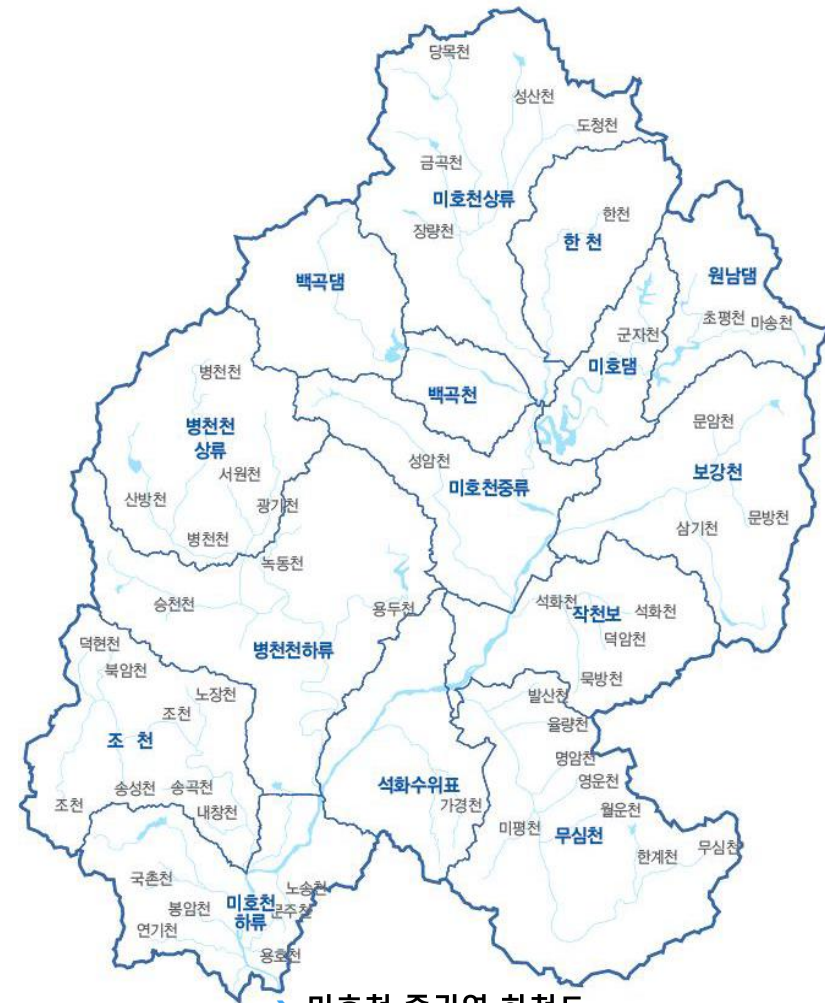 당목천
성산천
도청천
금곡천
미호천상류
한천
장량천
한 천
원남댐
백곡댐
초평천
마송천
군자천
미호댐
병천천
백곡천
문암천
병천천
상류
성암천
보강천
서원천
미호천중류
산방천
광기천
문방천
삼기천
병천천
녹동천
승천천
용두천
석화천
작천보
석화천
덕암천
덕현천
병천천하류
북암천
묵방천
노장천
발산천
조천
율량천
조 천
명암천
석화수위표
영운천
송성천
송곡천
조천
가경천
월운천
내창천
미평천
무심천
무심천
한계천
국촌천
노송천
봉암천
미호천
하류
연기천
용호천
미호천 중권역 하천도